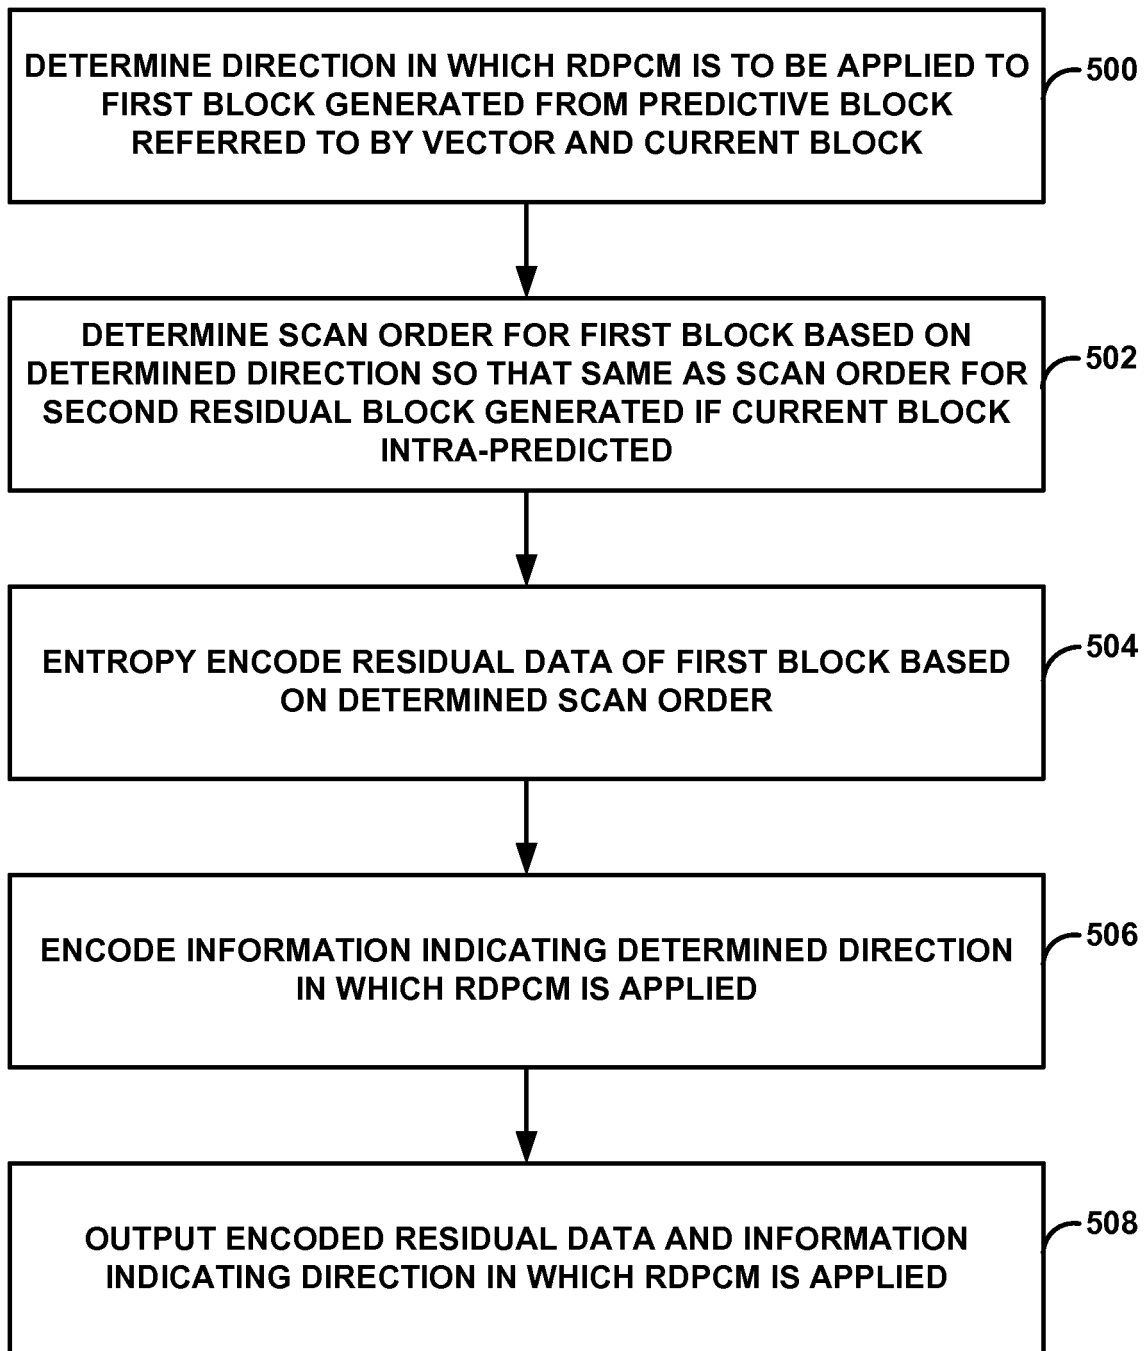 DETERMINE DIRECTION IN WHICH RDPCM IS TO BE APPLIED TO
FIRST BLOCK GENERATED FROM PREDICTIVE BLOCK
REFERRED TO BY VECTOR AND CURRENT BLOCK
500
DETERMINE SCAN ORDER FOR FIRST BLOCK BASED ON
DETERMINED DIRECTION SO THAT SAME AS SCAN ORDER FOR
SECOND RESIDUAL BLOCK GENERATED IF CURRENT BLOCK
INTRA-PREDICTED
502
ENTROPY ENCODE RESIDUAL DATA OF FIRST BLOCK BASED
ON DETERMINED SCAN ORDER
504
ENCODE INFORMATION INDICATING DETERMINED DIRECTION
IN WHICH RDPCM IS APPLIED
506
OUTPUT ENCODED RESIDUAL DATA AND INFORMATION
INDICATING DIRECTION IN WHICH RDPCM IS APPLIED
508